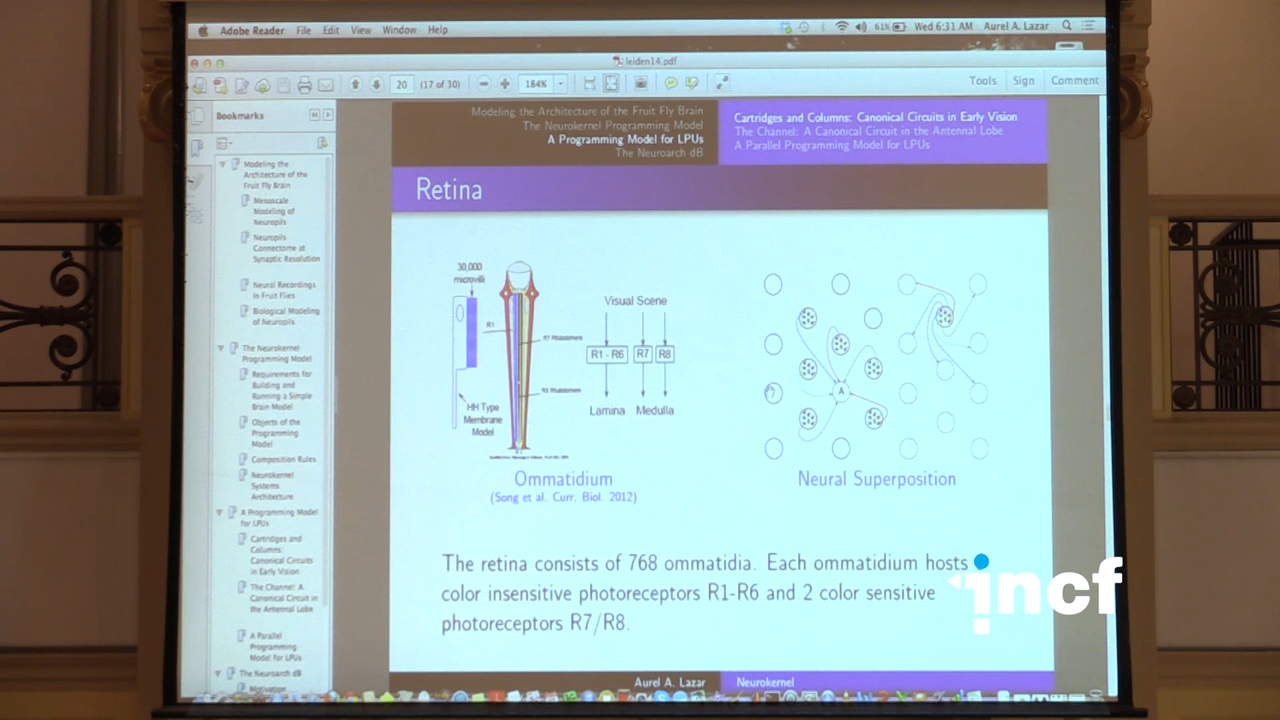 Adobe Reader File Edit View Window Help
61% Wed 6:31 AM Aurel A. Lazar
leiden14.pdf
20 (17 of 30) 184% Tools Sign Comment
Bookmarks
Modeling the
Architecture of the
Fruit Fly Brain
Mesoscale
Modeling of
Neuropils
Neuropils
Connectome at
Synaptic Resolution
Neural Recordings
in Fruit Flies
Biological Modeling
of Neuropils
The Neurokernel
Programming Model
Requirements for
Building and
Running a Simple
Brain Model
Objects of the
Programming
Model
Composition Rules
Neurokernel
Systems
Architecture
A Programming Model
for LPUs
Cartridges and
Columns:
Canonical Circuits
in Early Vision
The Channel: A
Canonical Circuit in
the Antennal Lobe
A Parallel
Programming
Model for LPUs
The Neuroarch dB
Motivation
Modeling the Architecture of the Fruit Fly Brain
The Neurokernel Programming Model
A Programming Model for LPUs
The Neuroarch dB
Cartridges and Columns: Canonical Circuits in Early Vision
The Channel: A Canonical Circuit in the Antennal Lobe
A Parallel Programming Model for LPUs
Retina
30,000
microvilli
R1
R7 Rhabdomere
R8 Rhabdomere
HH Type
Membrane
Model
Visual Scene
R1 - R6 R7 R8
Lamina Medulla
A
Ommatidium
(Song et al. Curr. Biol. 2012)
Neural Superposition
The retina consists of 768 ommatidia. Each ommatidium hosts
color insensitive photoreceptors R1-R6 and 2 color sensitive
photoreceptors R7/R8.
incf
Aurel A. Lazar Neurokernel